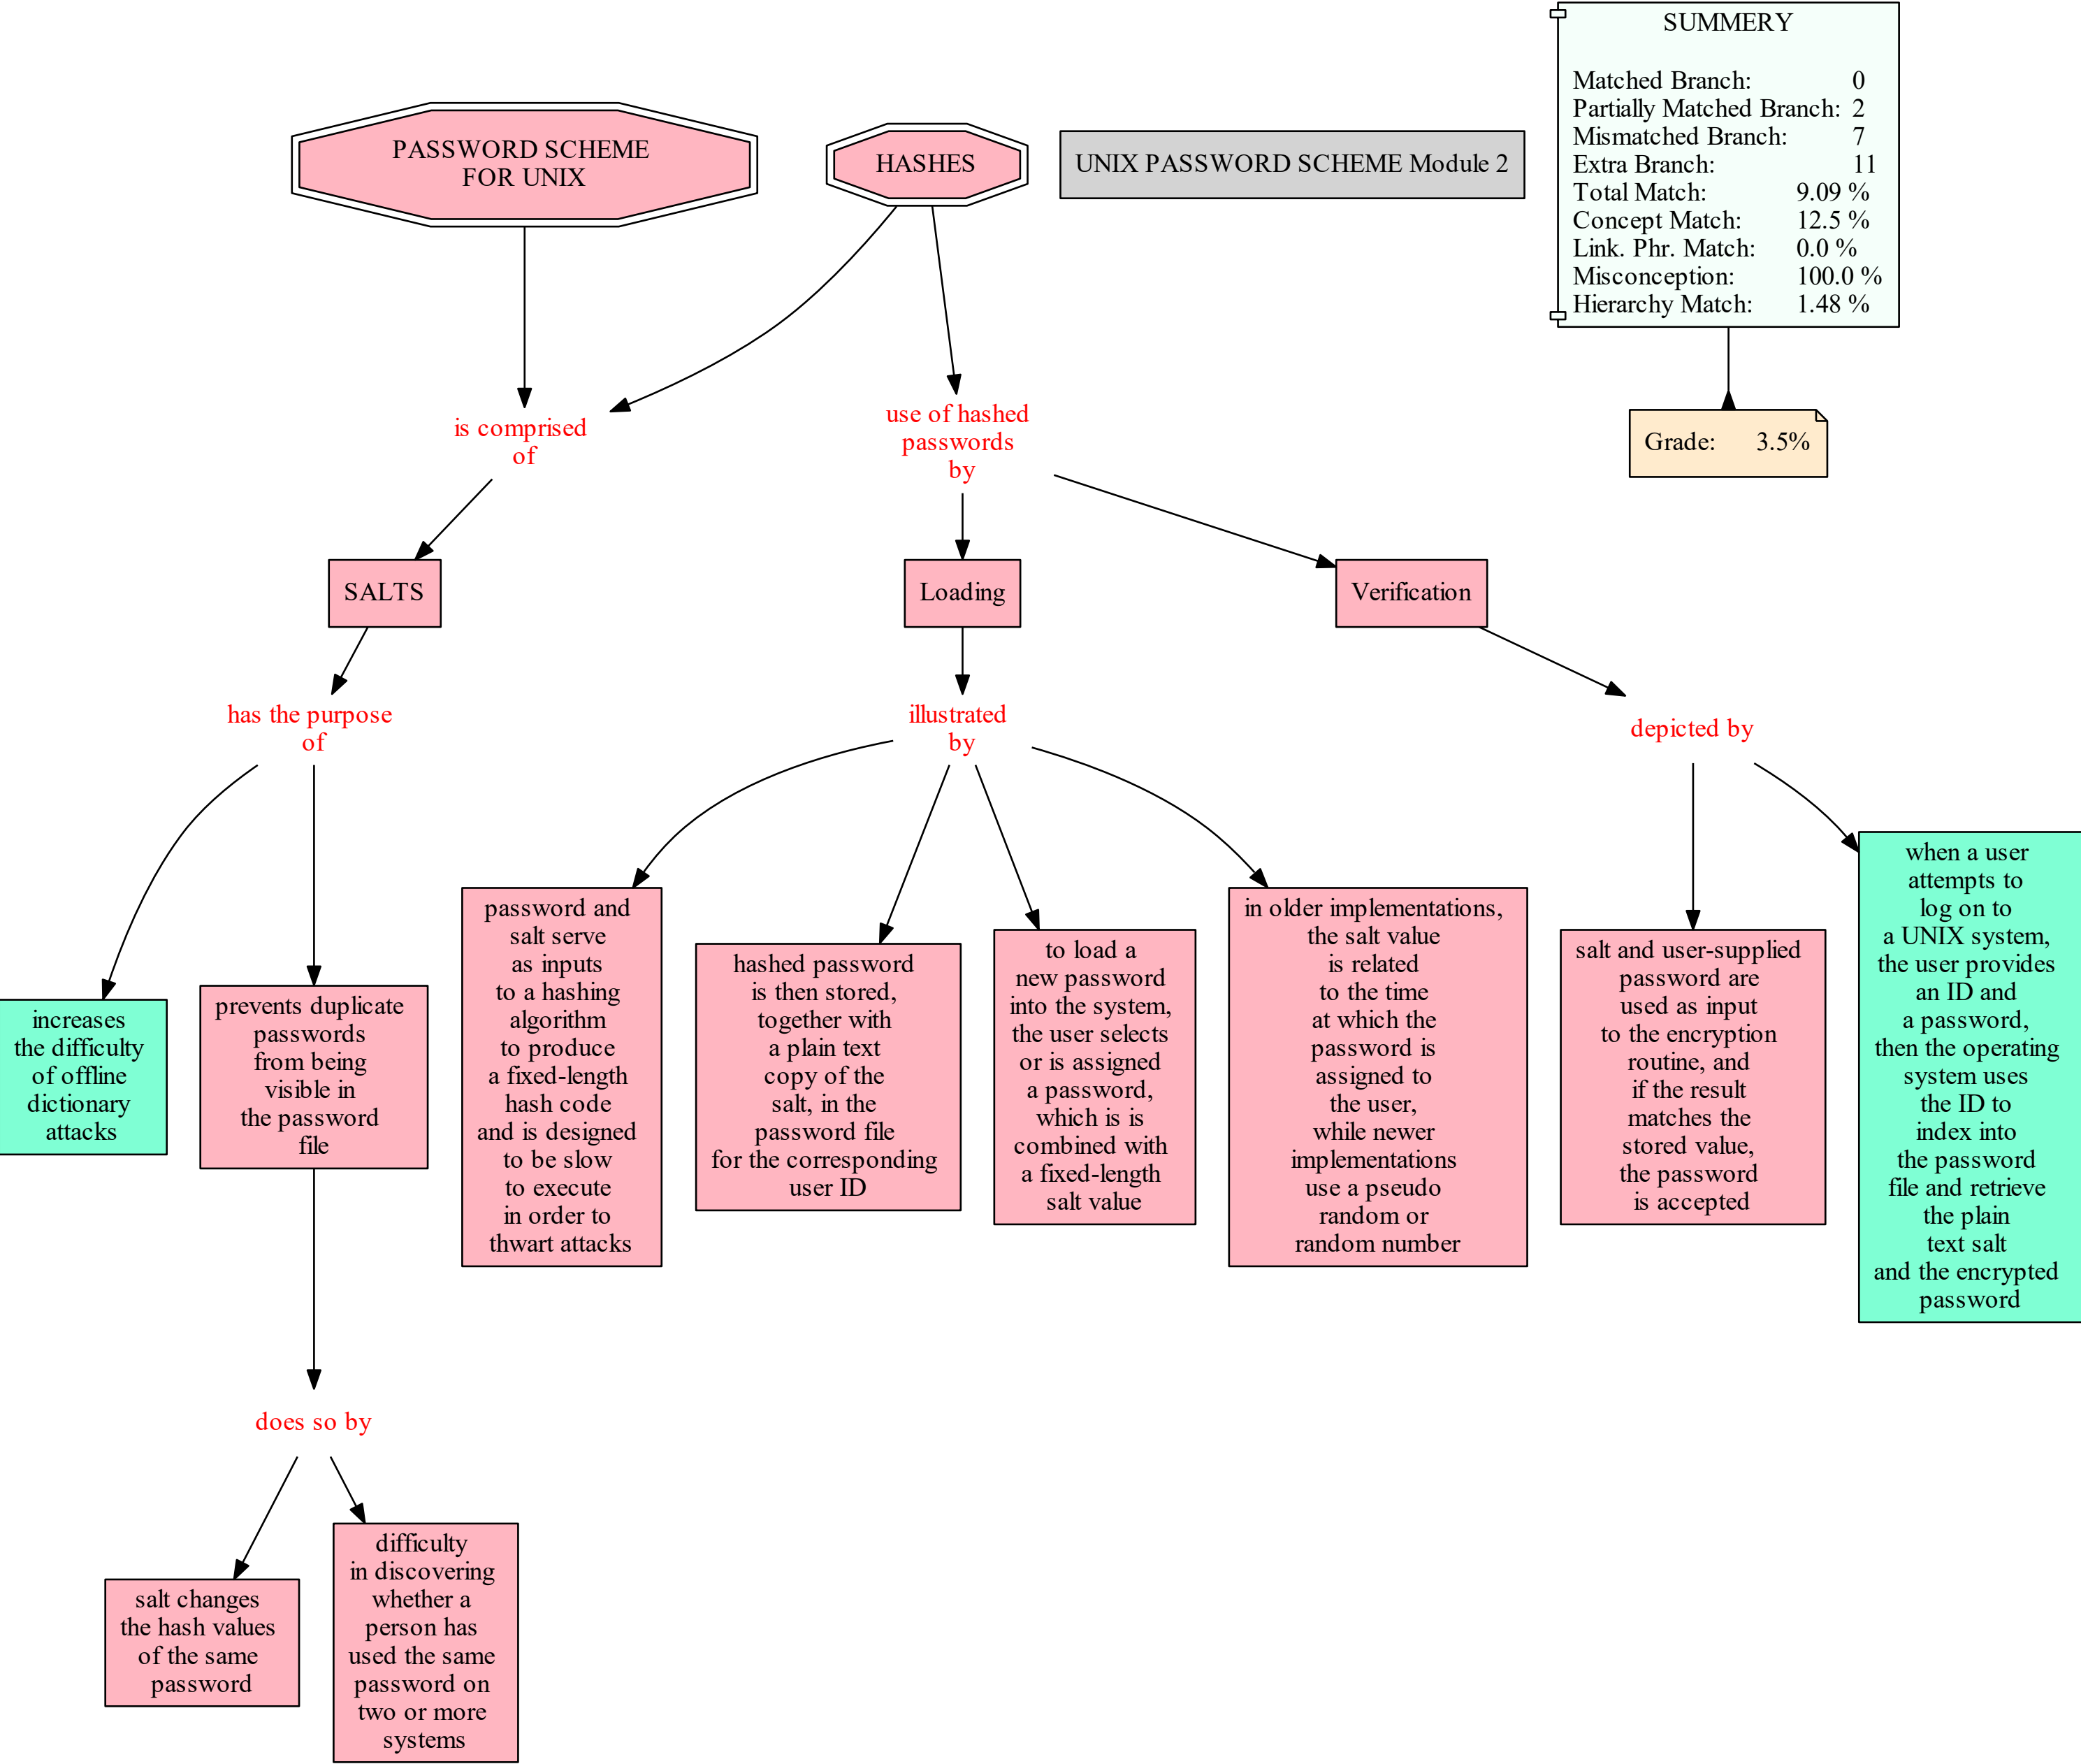 PASSWORD SCHEME
FOR UNIX
HASHES
UNIX PASSWORD SCHEME Module 2
SUMMERY
Matched Branch: 0
Partially Matched Branch: 2
Mismatched Branch: 7
Extra Branch: 11
Total Match: 9.09 %
Concept Match: 12.5 %
Link. Phr. Match: 0.0 %
Misconception: 100.0 %
Hierarchy Match: 1.48 %
Grade: 3.5%
is comprised
of
use of hashed
passwords
by
SALTS
Loading
Verification
has the purpose
of
illustrated
by
depicted by
increases
the difficulty
of offline
dictionary
attacks
prevents duplicate
passwords
from being
visible in
the password
file
password and
salt serve
as inputs
to a hashing
algorithm
to produce
a fixed-length
hash code
and is designed
to be slow
to execute
in order to
thwart attacks
hashed password
is then stored,
together with
a plain text
copy of the
salt, in the
password file
for the corresponding
user ID
to load a
new password
into the system,
the user selects
or is assigned
a password,
which is is
combined with
a fixed-length
salt value
in older implementations,
the salt value
is related
to the time
at which the
password is
assigned to
the user,
while newer
implementations
use a pseudo
random or
random number
salt and user-supplied
password are
used as input
to the encryption
routine, and
if the result
matches the
stored value,
the password
is accepted
when a user
attempts to
log on to
a UNIX system,
the user provides
an ID and
a password,
then the operating
system uses
the ID to
index into
the password
file and retrieve
the plain
text salt
and the encrypted
password
does so by
salt changes
the hash values
of the same
password
difficulty
in discovering
whether a
person has
used the same
password on
two or more
systems